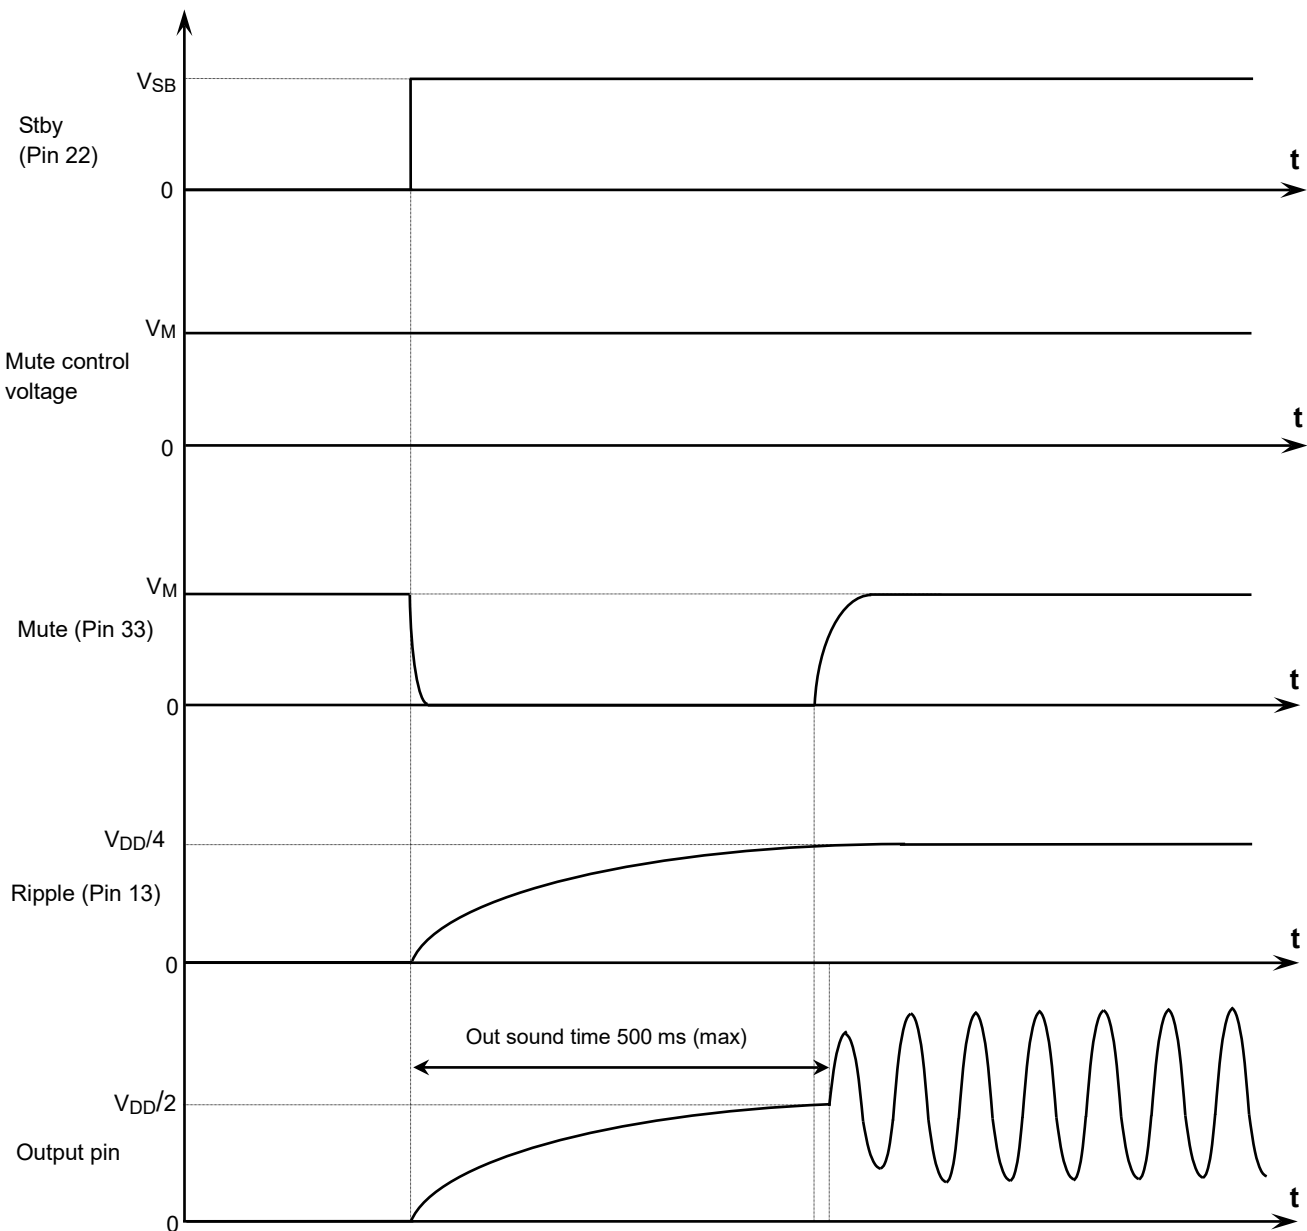 VSB
Stby
(Pin 22)
t
0
VM
Mute control
voltage
t
0
VM
Mute (Pin 33)
t
0
VDD/4
Ripple (Pin 13)
t
0
Out sound time 500 ms (max)
VDD/2
Output pin
t
0